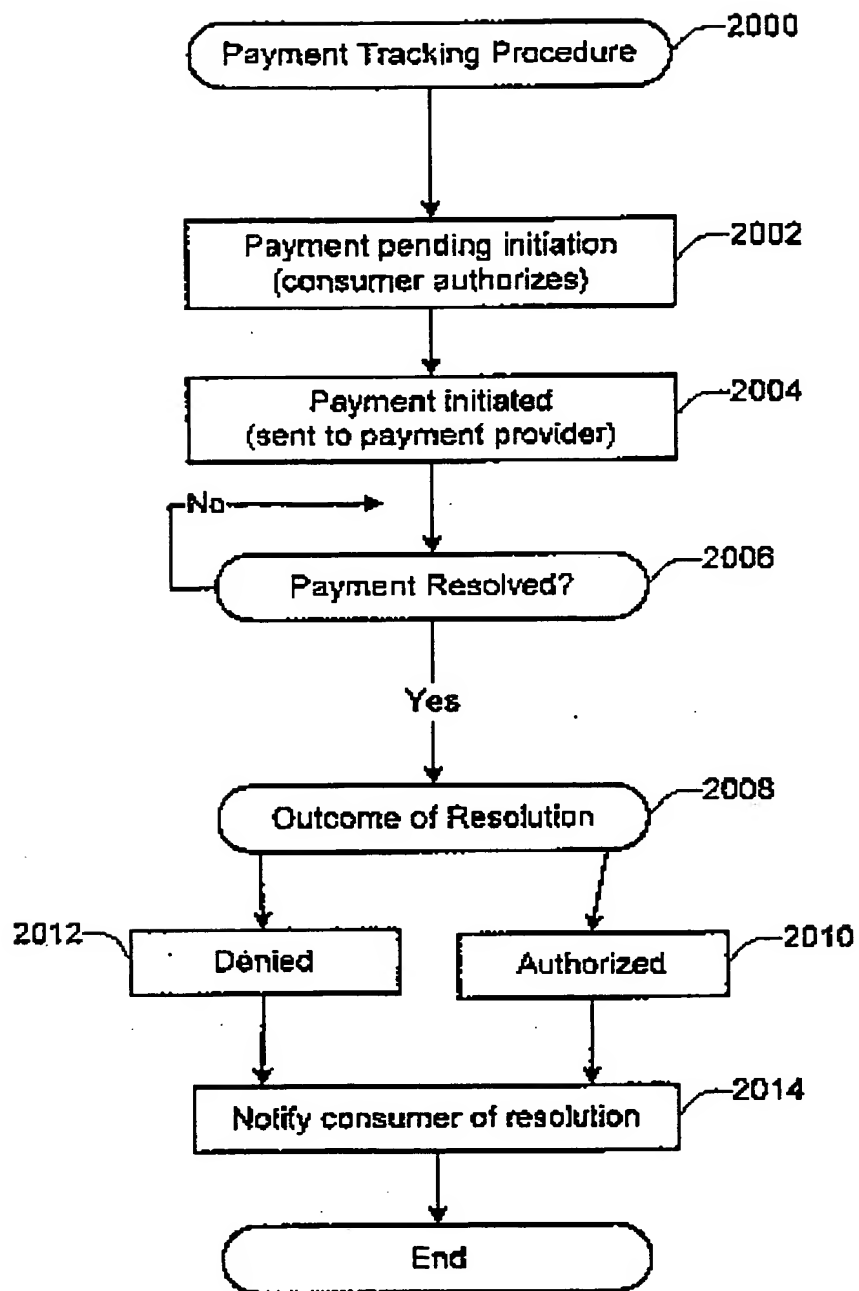 Payment Tracking Procedure
2000
Payment pending initiation
(consumer authorizes)
2002
Payment initiated
(sent to payment provider)
2004
No
Payment Resolved?
2006
Yes
Outcome of Resolution
2008
2012
Denied
Authorized
2010
Notify consumer of resolution
2014
End